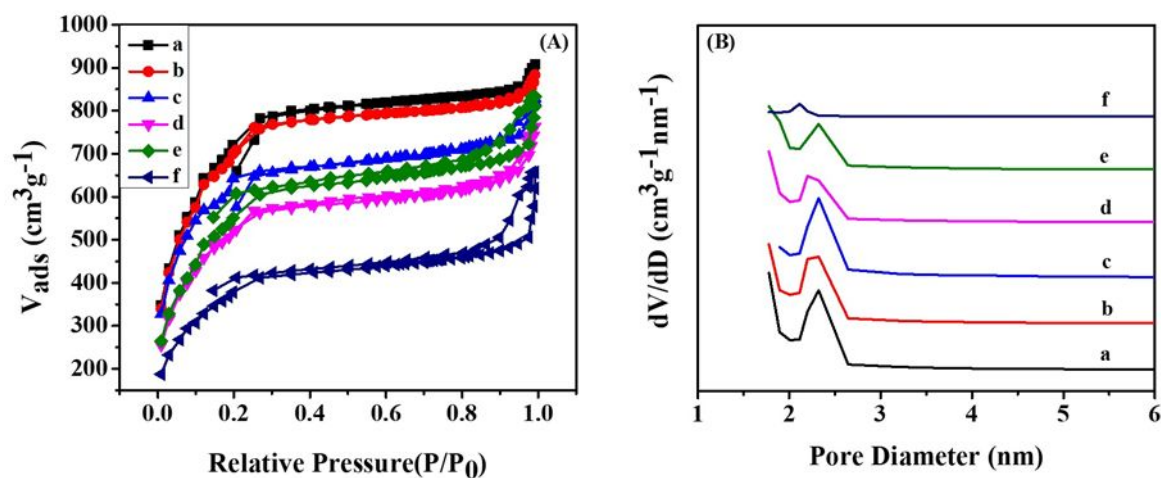 (A)
a
b
c
d
e
f
1000
900
800
700
600
500
400
300
200
0.0 0.2 0.4 0.6 0.8 1.0
Vads (cm3g-1)
Relative Pressure(P/P0)
(B)
f
e
d
c
b
a
dV/dD (cm3g-1nm-1)
1 2 3 4 5 6
Pore Diameter (nm)